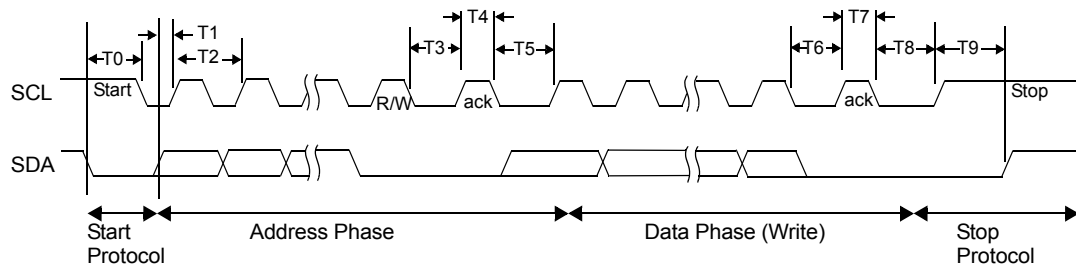 T0
T1
T2
T3
T4
T5
T6
T7
T8
T9
SCL
Start
R/W
ack
ack
Stop
SDA
Start
Protocol
Address Phase
Data Phase (Write)
Stop
Protocol